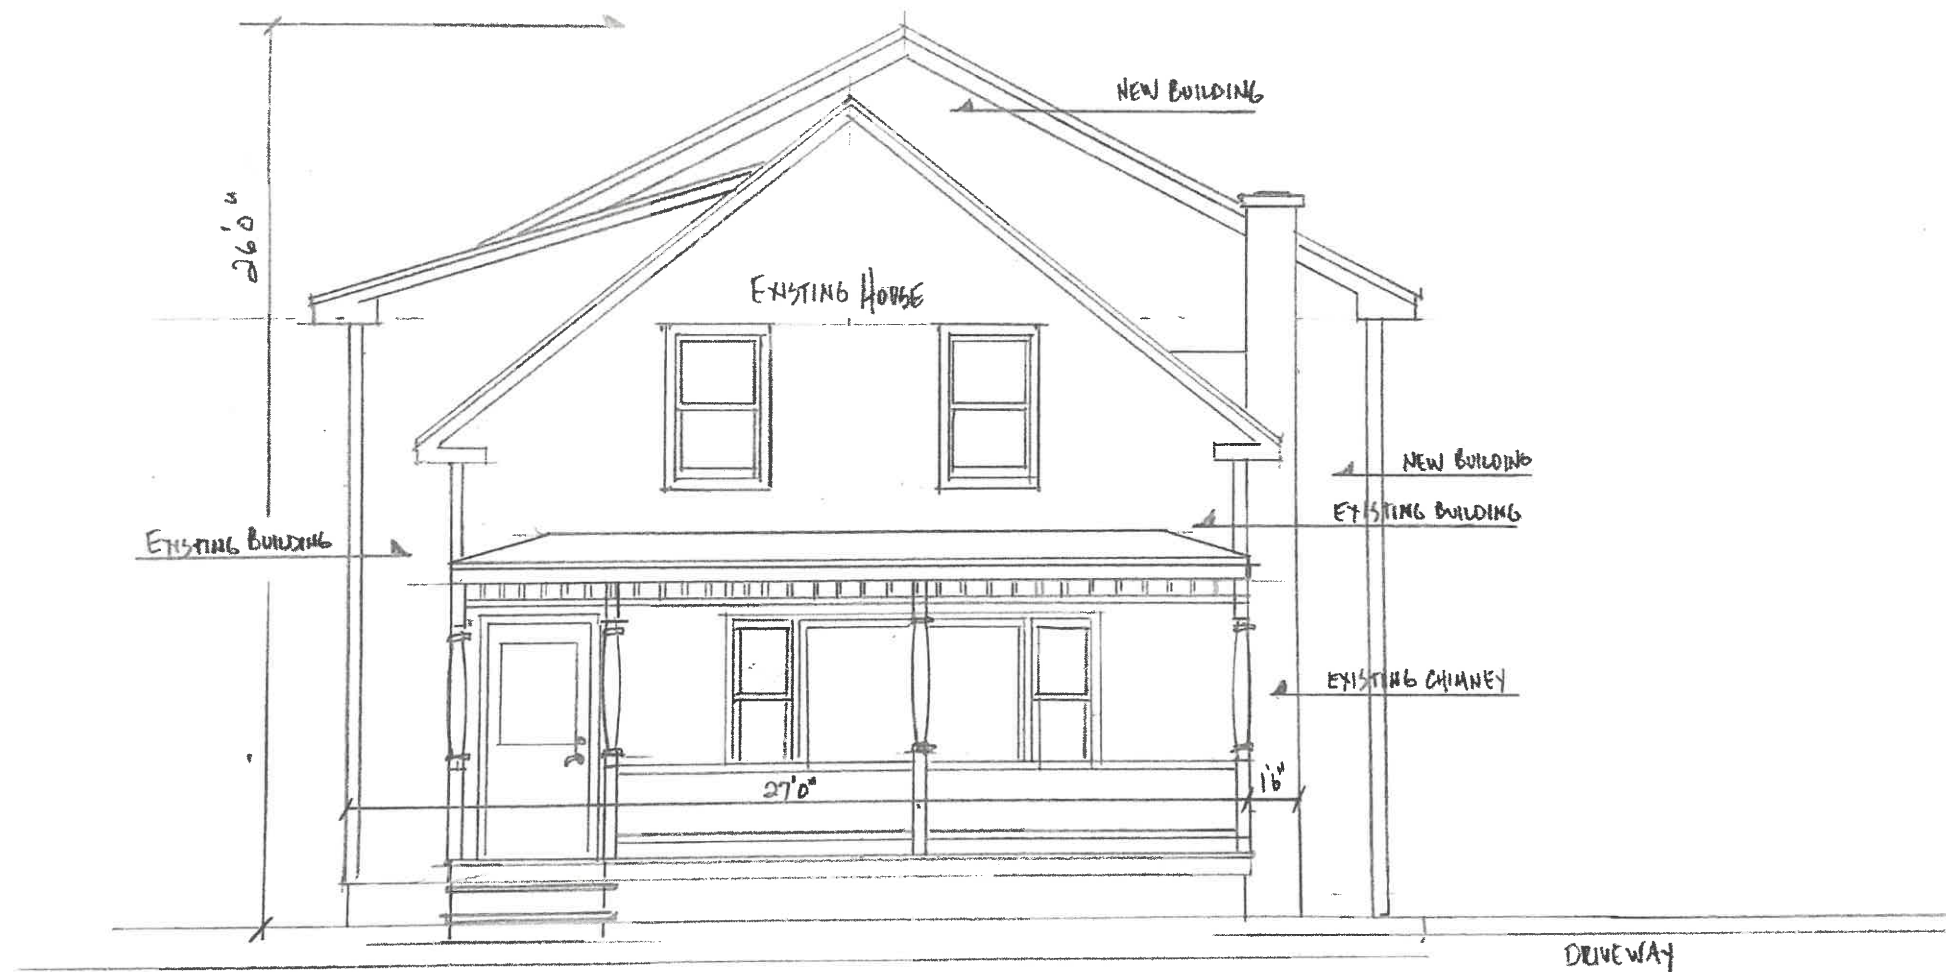 NEW BUILDING
26'0"
EXISTING HOUSE
NEW BUILDING
EXISTING BUILDING
EXISTING BUILDING
EXISTING CHIMNEY
27'0"
1'6"
DRIVEWAY